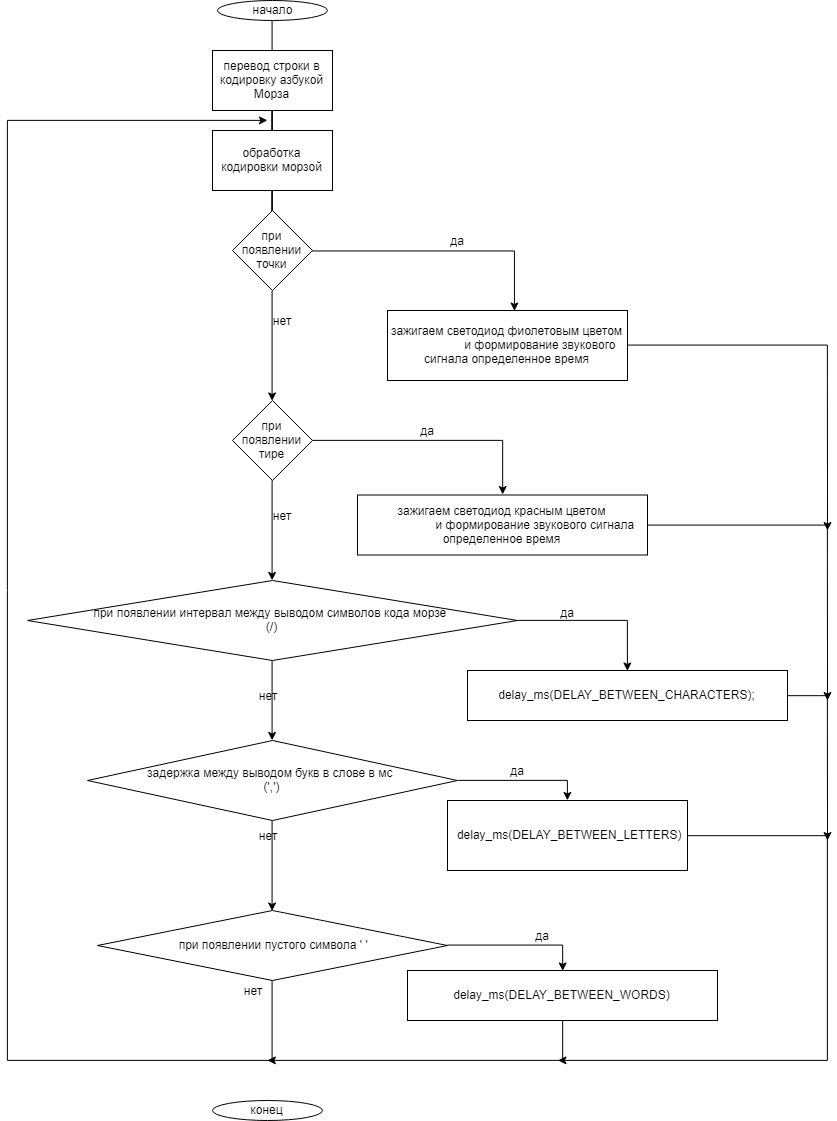 начало
перевод строки в
кодировку азбукой
Морза
обработка
кодировки морзой
при
появлении
точки
да
нет
зажигаем светодиод фиолетовым цветом
и формирование звукового
сигнала определенное время
при
появлении
тире
да
нет
зажигаем светодиод красным цветом
и формирование звукового сигнала
определенное время
при появлении интервал между выводом символов кода морзе
(/)
да
нет
delay_ms(DELAY_BETWEEN_CHARACTERS);
задержка между выводом букв в слове в мс
(',')
да
нет
delay_ms(DELAY_BETWEEN_LETTERS)
при появлении пустого символа ' '
да
нет
delay_ms(DELAY_BETWEEN_WORDS)
конец